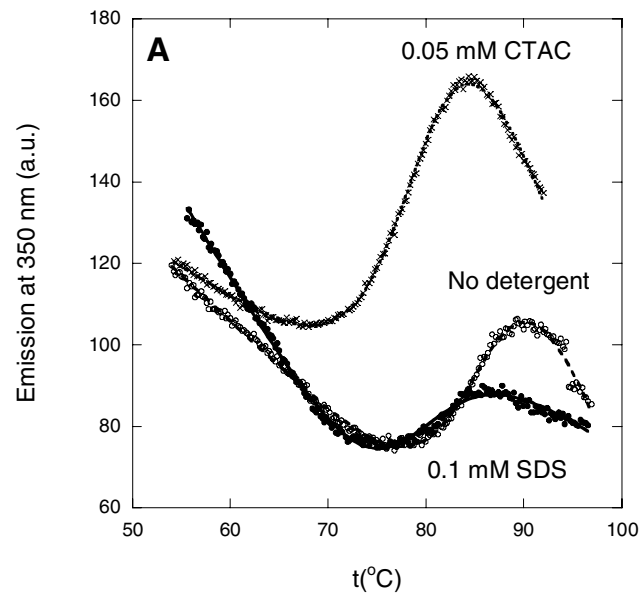 A
0.05 mM CTAC
180
160
140
120
100
80
60
No detergent
0.1 mM SDS
50 60 70 80 90 100
Emission at 350 nm (a.u.)
t(°C)